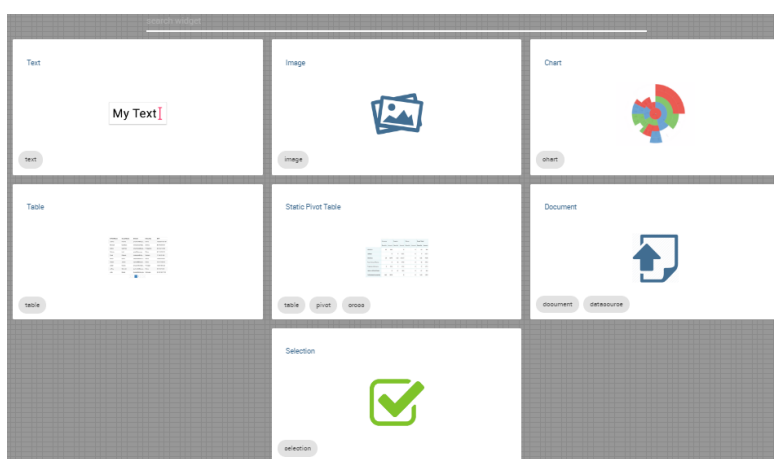 search widget
Text
Image
Chart
My Text
text
image
chart
Table
Static Pivot Table
Document
table
table pivot cross
document datasource
Selection
selection